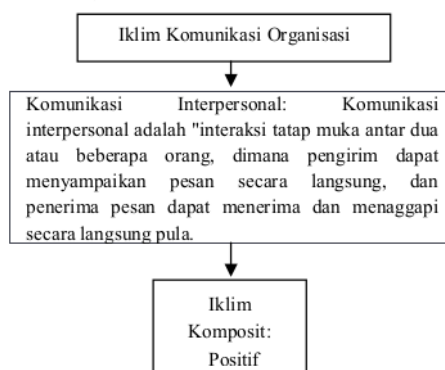 Iklim Komunikasi Organisasi
Komunikasi Interpersonal: Komunikasi
interpersonal adalah "interaksi tatap muka antar dua
atau beberapa orang, dimana pengirim dapat
menyampaikan pesan secara langsung, dan
penerima pesan dapat menerima dan menaggapi
secara langsung pula.
Iklim
Komposit:
Positif